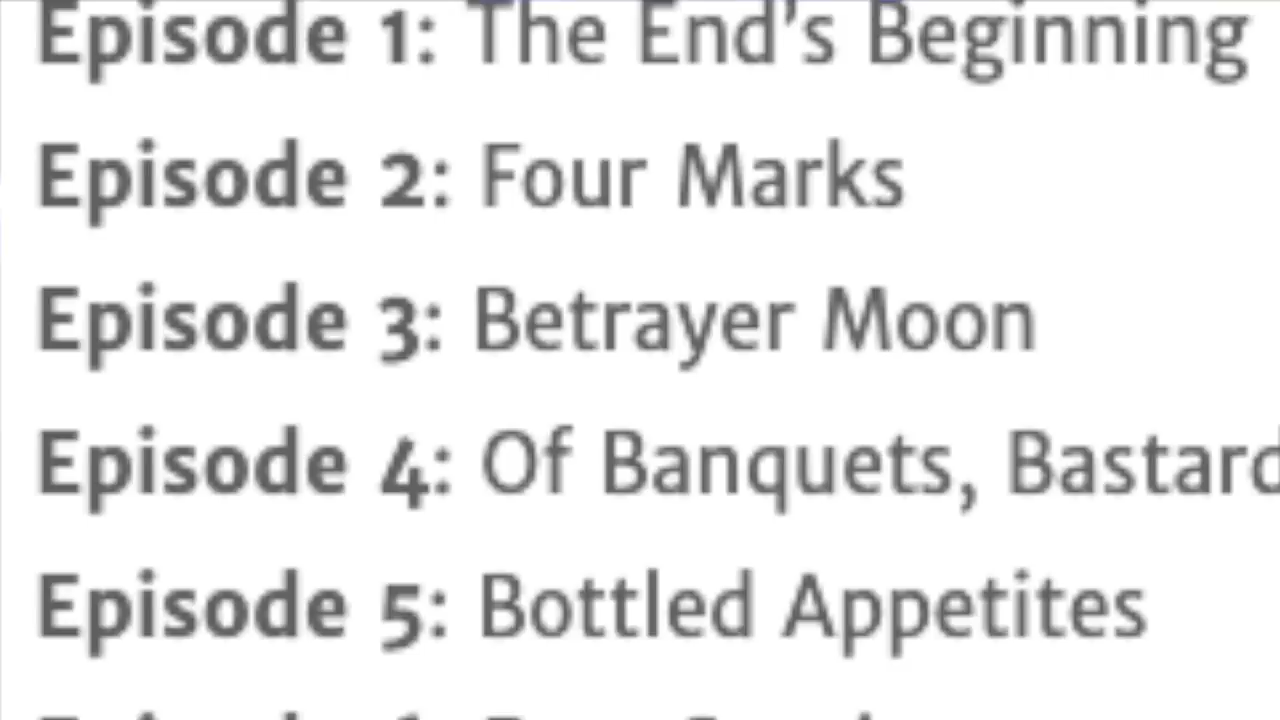 Episode 1: The End's Beginning
Episode 2: Four Marks
Episode 3: Betrayer Moon
Episode 4: Of Banquets, Bastard
Episode 5: Bottled Appetites